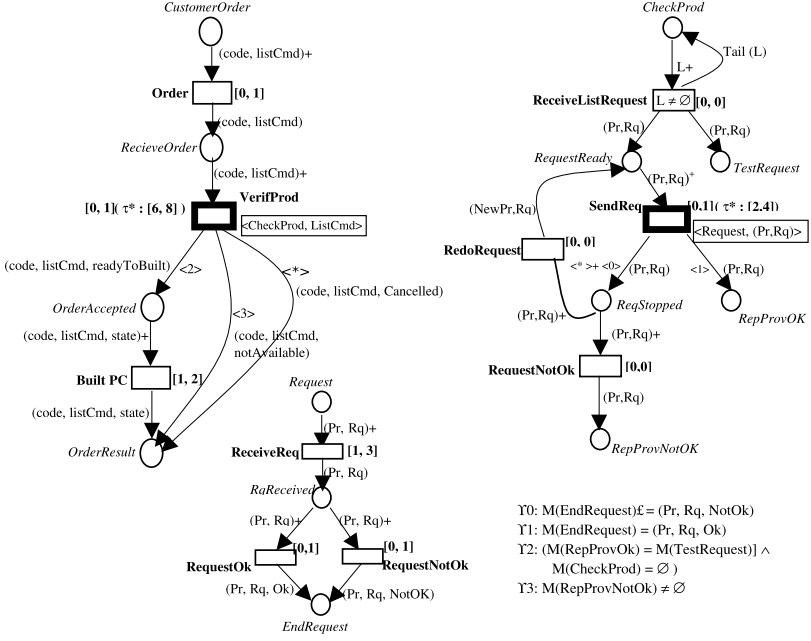 CustomerOrder
(code, listCmd)+
Order
[0, 1]
(code, listCmd)
RecieveOrder
(code, listCmd)+
VerifProd
[0, 1]( τ* : [6, 8] )
<CheckProd, ListCmd>
(code, listCmd, readyToBuilt)
<2>
<*>
(code, listCmd, Cancelled)
OrderAccepted
<3>
(code, listCmd,
notAvailable)
(code, listCmd, state)+
Built PC
[1, 2]
(code, listCmd, state)
OrderResult
Request
(Pr, Rq)+
ReceiveReq
[1, 3]
(Pr, Rq)
RqReceived
(Pr, Rq)+
(Pr, Rq)+
[0,1]
[0, 1]
RequestOk
RequestNotOk
(Pr, Rq, Ok)
(Pr, Rq, NotOK)
EndRequest
CheckProd
Tail (L)
L+
ReceiveListRequest
L ≠ ∅
[0, 0]
(Pr,Rq)
(Pr,Rq)
RequestReady
TestRequest
(Pr,Rq)+
(NewPr,Rq)
SendReq
[0,1]( τ* : [2.4])
<Request, (Pr,Rq)>
RedoRequest
[0, 0]
<* >+ <0>
(Pr,Rq)
<1>
(Pr,Rq)
ReqStopped
RepProvOK
(Pr,Rq)+
(Pr,Rq)+
RequestNotOk
[0,0]
(Pr,Rq)
RepProvNotOK
ϒ0: M(EndRequest)£ = (Pr, Rq, NotOk)
ϒ1: M(EndRequest) = (Pr, Rq, Ok)
ϒ2: (M(RepProvOk) = M(TestRequest)] ∧
M(CheckProd) = ∅ )
ϒ3: M(RepProvNotOk) ≠ ∅